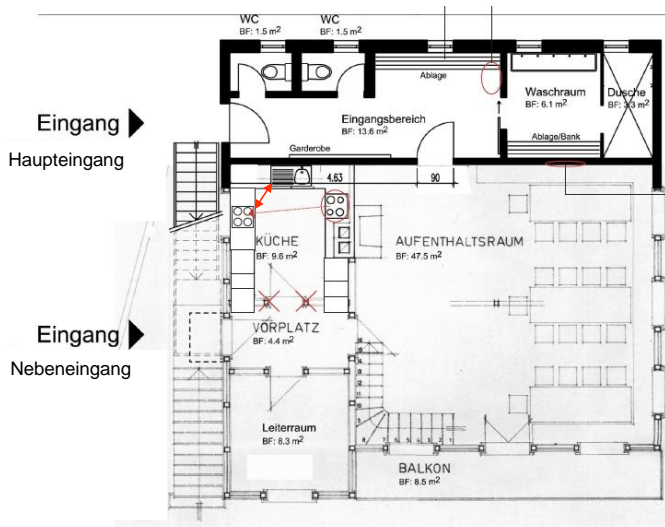 WC
BF: 1.5 m²
WC
BF: 1.5 m²
Ablage
Waschraum
BF: 6.1 m²
Dusche
BF: 3.3 m²
Eingang
Haupteingang
Eingangsbereich
BF: 13.6 m²
Garderobe
Ablage/Bank
4.63
90
KÜCHE
BF: 9.6 m²
AUFENTHALTSRAUM
BF: 47.5 m²
Eingang
Nebeneingang
VORPLATZ
BF: 4.4 m²
Leiterraum
BF: 8.3 m²
BALKON
BF: 8.5 m²